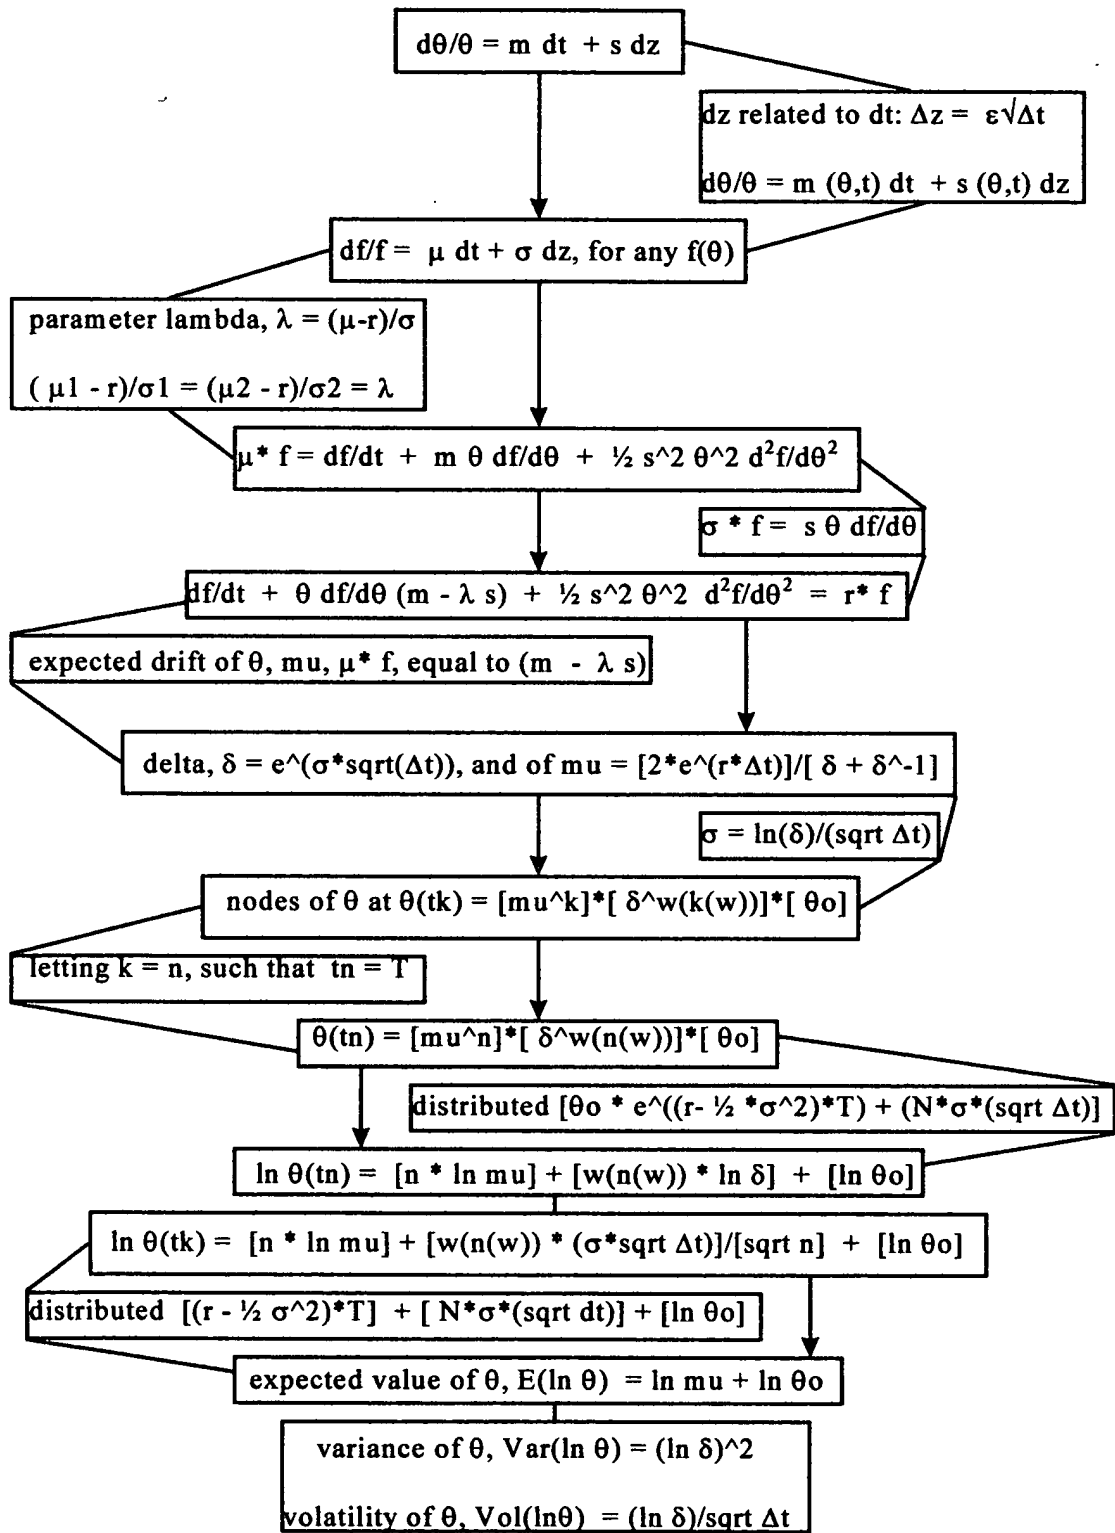 dθ/θ = m dt + s dz
dz related to dt: Δz = ε√Δt
dθ/θ = m (θ,t) dt + s (θ,t) dz
df/f = μ dt + σ dz, for any f(θ)
parameter lambda, λ = (μ-r)/σ
( μ1 - r)/σ1 = (μ2 - r)/σ2 = λ
μ* f = df/dt + m θ df/dθ + ½ s^2 θ^2 d²f/dθ²
σ * f = s θ df/dθ
df/dt + θ df/dθ (m - λ s) + ½ s^2 θ^2 d²f/dθ² = r* f
expected drift of θ, mu, μ* f, equal to (m - λ s)
delta, δ = e^(σ*sqrt(Δt)), and of mu = [2*e^(r*Δt)]/[ δ + δ^-1]
σ = ln(δ)/(sqrt Δt)
nodes of θ at θ(tk) = [mu^k]*[ δ^w(k(w))]*[ θo]
letting k = n, such that tn = T
θ(tn) = [mu^n]*[ δ^w(n(w))]*[ θo]
distributed [θo * e^((r- ½ *σ^2)*T) + (N*σ*(sqrt Δt)]
ln θ(tn) = [n * ln mu] + [w(n(w)) * ln δ] + [ln θo]
ln θ(tk) = [n * ln mu] + [w(n(w)) * (σ*sqrt Δt)]/[sqrt n] + [ln θo]
distributed [(r - ½ σ^2)*T] + [ N*σ*(sqrt dt)] + [ln θo]
expected value of θ, E(ln θ) = ln mu + ln θo
variance of θ, Var(ln θ) = (ln δ)^2
volatility of θ, Vol(lnθ) = (ln δ)/sqrt Δt